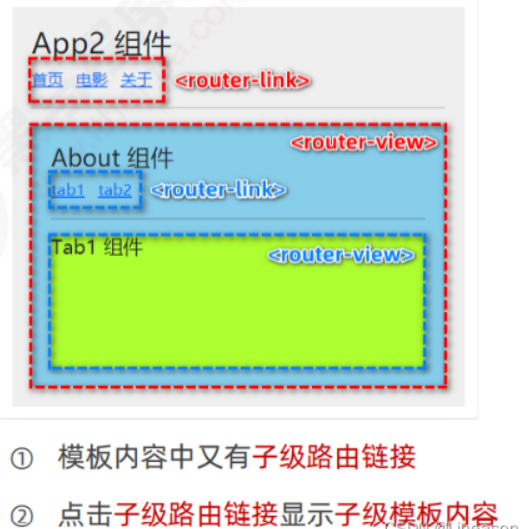 App2 组件
首页 电影 关于 <router-link>
<router-view>
About 组件
tab1 tab2 <router-link>
Tab1 组件 <router-view>
① 模板内容中又有子级路由链接
② 点击子级路由链接显示子级模板内容